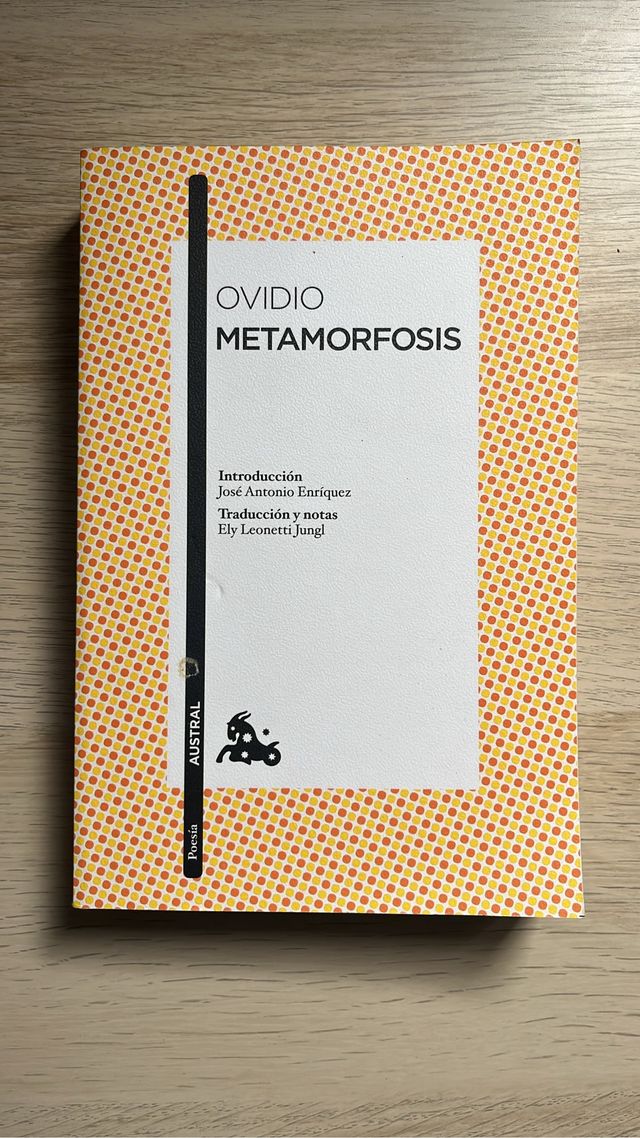 OVIDIO
METAMORFOSIS
Introducción
José Antonio Enríquez
Traducción y notas
Ely Leonetti Jungl
AUSTRAL
Poesía